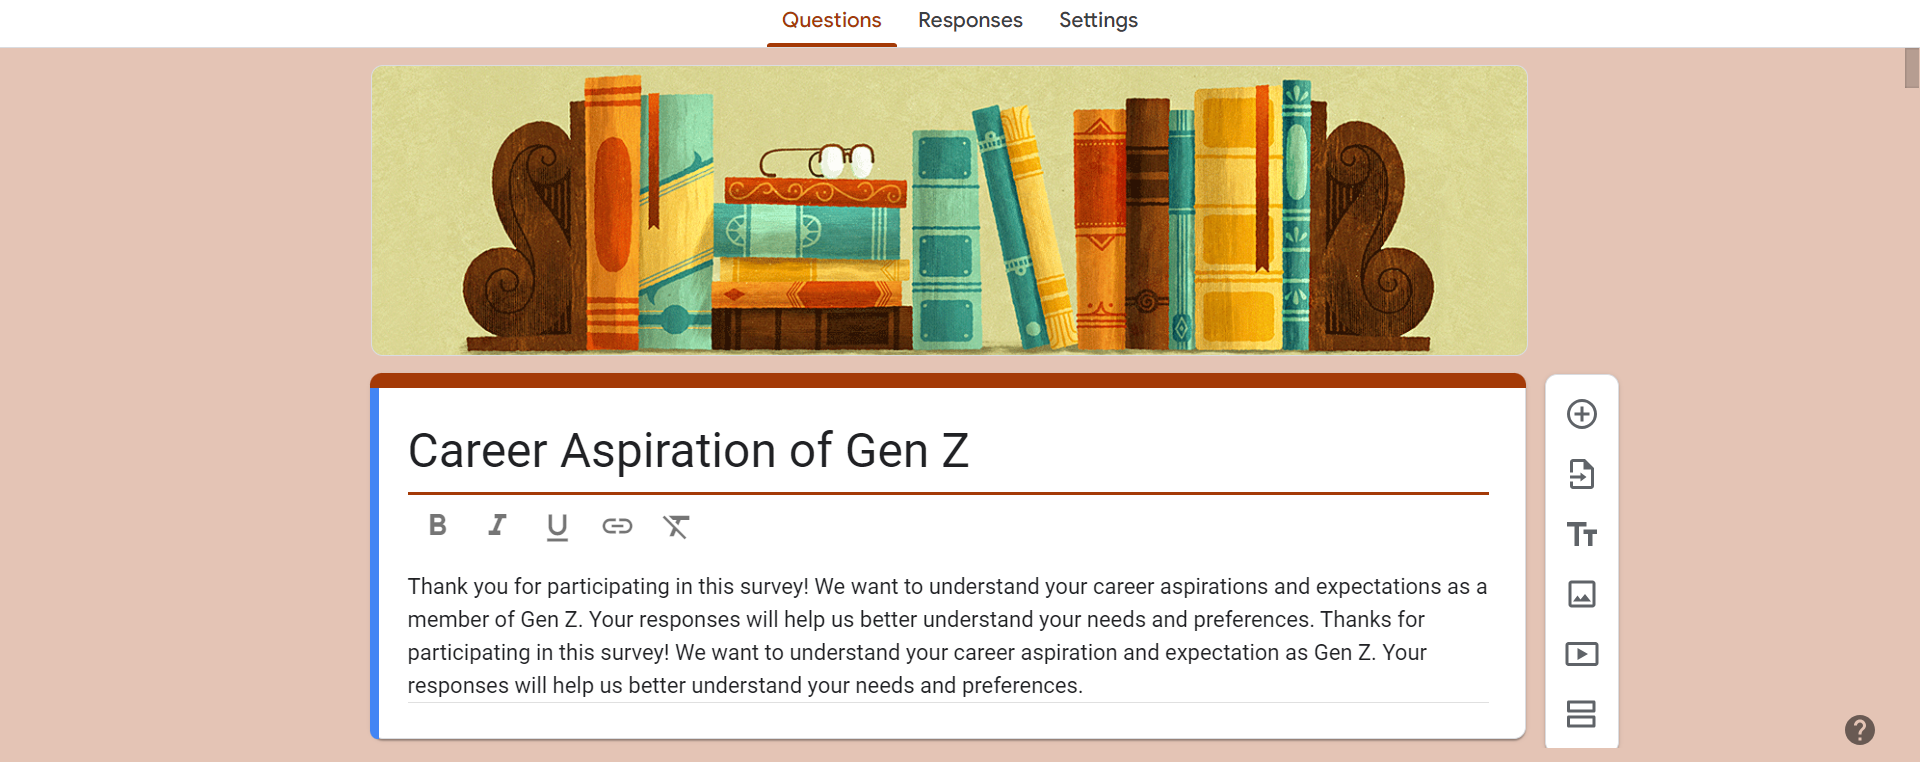 Questions Responses Settings
Career Aspiration of Gen Z
B I U
Thank you for participating in this survey! We want to understand your career aspirations and expectations as a
member of Gen Z. Your responses will help us better understand your needs and preferences. Thanks for
participating in this survey! We want to understand your career aspiration and expectation as Gen Z. Your
responses will help us better understand your needs and preferences.